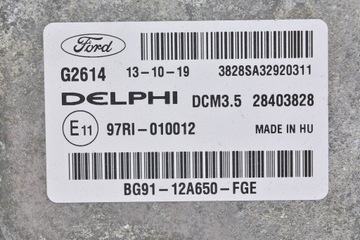 Ford
G2614 13-10-19 3828SA32920311
DELPHI DCM3.5 28403828
E11 97RI-010012 MADE IN HU
BG91-12A650-FGE